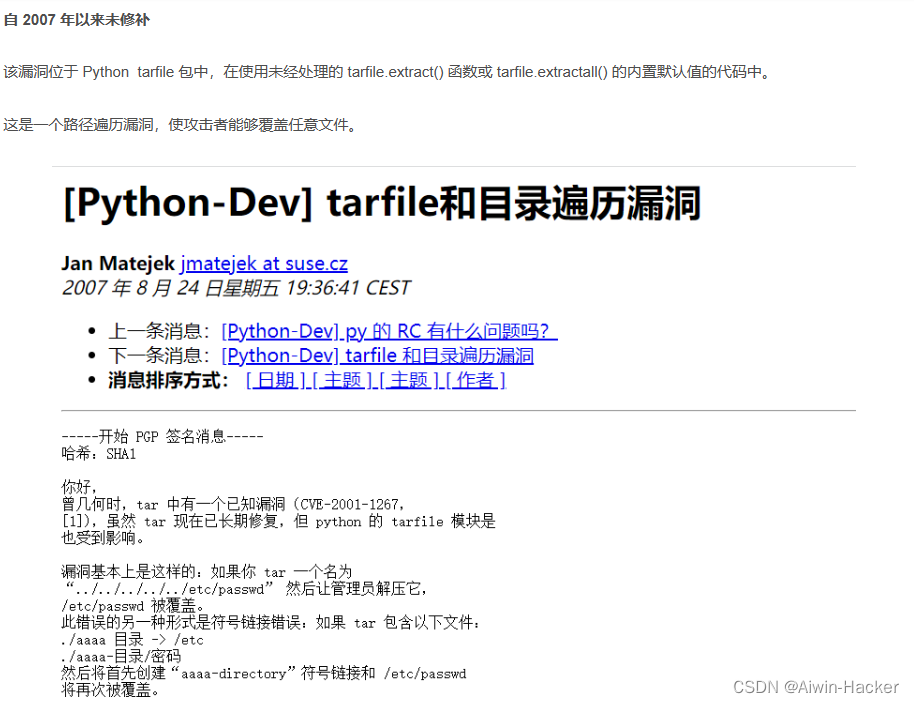 自 2007 年以来未修补
该漏洞位于 Python tarfile 包中，在使用未经处理的 tarfile.extract() 函数或 tarfile.extractall() 的内置默认值的代码中。
这是一个路径遍历漏洞，使攻击者能够覆盖任意文件。
[Python-Dev] tarfile和目录遍历漏洞
Jan Matejek jmatejek at suse.cz
2007 年 8 月 24 日星期五 19:36:41 CEST
• 上一条消息：[Python-Dev] py 的 RC 有什么问题吗？
• 下一条消息：[Python-Dev] tarfile 和目录遍历漏洞
• 消息排序方式： [ 日期 ] [ 主题 ] [ 主题 ] [ 作者 ]
-----开始 PGP 签名消息-----
哈希：SHA1
你好，
曾几何时，tar 中有一个已知漏洞（CVE-2001-1267，
[1]），虽然 tar 现在已长期修复，但 python 的 tarfile 模块是
也受到影响。
漏洞基本上是这样的：如果你 tar 一个名为
“../../../../../etc/passwd” 然后让管理员解压它，
/etc/passwd 被覆盖。
此错误的另一种形式是符号链接错误：如果 tar 包含以下文件：
./aaaa 目录 -> /etc
./aaaa-目录/密码
然后将首先创建“aaaa-directory”符号链接和 /etc/passwd
将再次被覆盖。
CSDN @Aiwin-Hacker